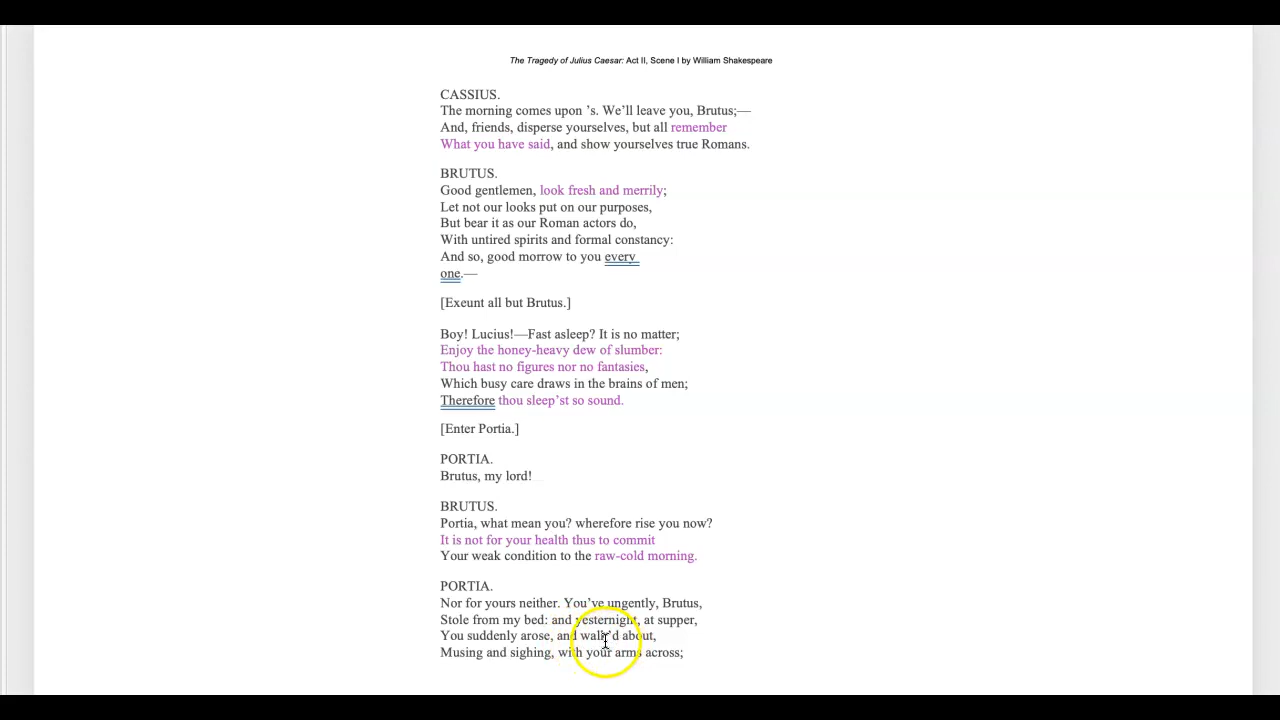 The Tragedy of Julius Caesar: Act II, Scene I by William Shakespeare
CASSIUS.
The morning comes upon ’s. We’ll leave you, Brutus;—
And, friends, disperse yourselves, but all remember
What you have said, and show yourselves true Romans.
BRUTUS.
Good gentlemen, look fresh and merrily;
Let not our looks put on our purposes,
But bear it as our Roman actors do,
With untired spirits and formal constancy:
And so, good morrow to you every
one.—
[Exeunt all but Brutus.]
Boy! Lucius!—Fast asleep? It is no matter;
Enjoy the honey-heavy dew of slumber:
Thou hast no figures nor no fantasies,
Which busy care draws in the brains of men;
Therefore thou sleep’st so sound.
[Enter Portia.]
PORTIA.
Brutus, my lord!
BRUTUS.
Portia, what mean you? wherefore rise you now?
It is not for your health thus to commit
Your weak condition to the raw-cold morning.
PORTIA.
Nor for yours neither. You’ve ungently, Brutus,
Stole from my bed: and yesternight, at supper,
You suddenly arose, and walk’d about,
Musing and sighing, with your arms across;